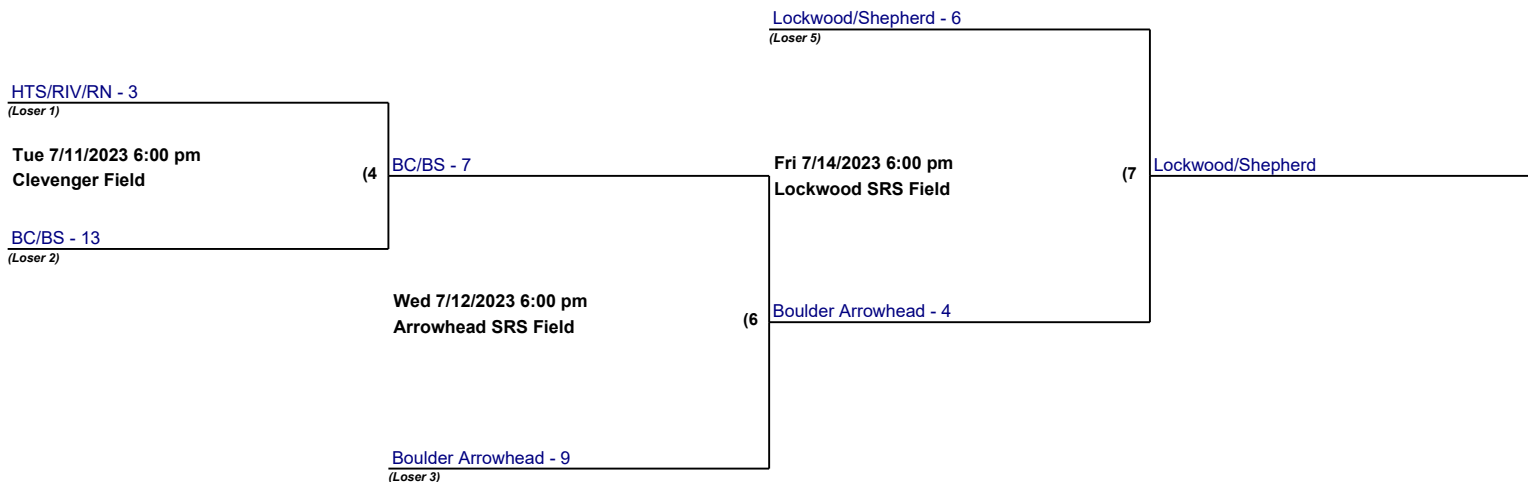 Lockwood/Shepherd - 6
(Loser 5)
HTS/RIV/RN - 3
(Loser 1)
Tue 7/11/2023 6:00 pm
Clevenger Field
(4
BC/BS - 7
Fri 7/14/2023 6:00 pm
Lockwood SRS Field
(7
Lockwood/Shepherd
BC/BS - 13
(Loser 2)
Wed 7/12/2023 6:00 pm
Arrowhead SRS Field
(6
Boulder Arrowhead - 4
Boulder Arrowhead - 9
(Loser 3)